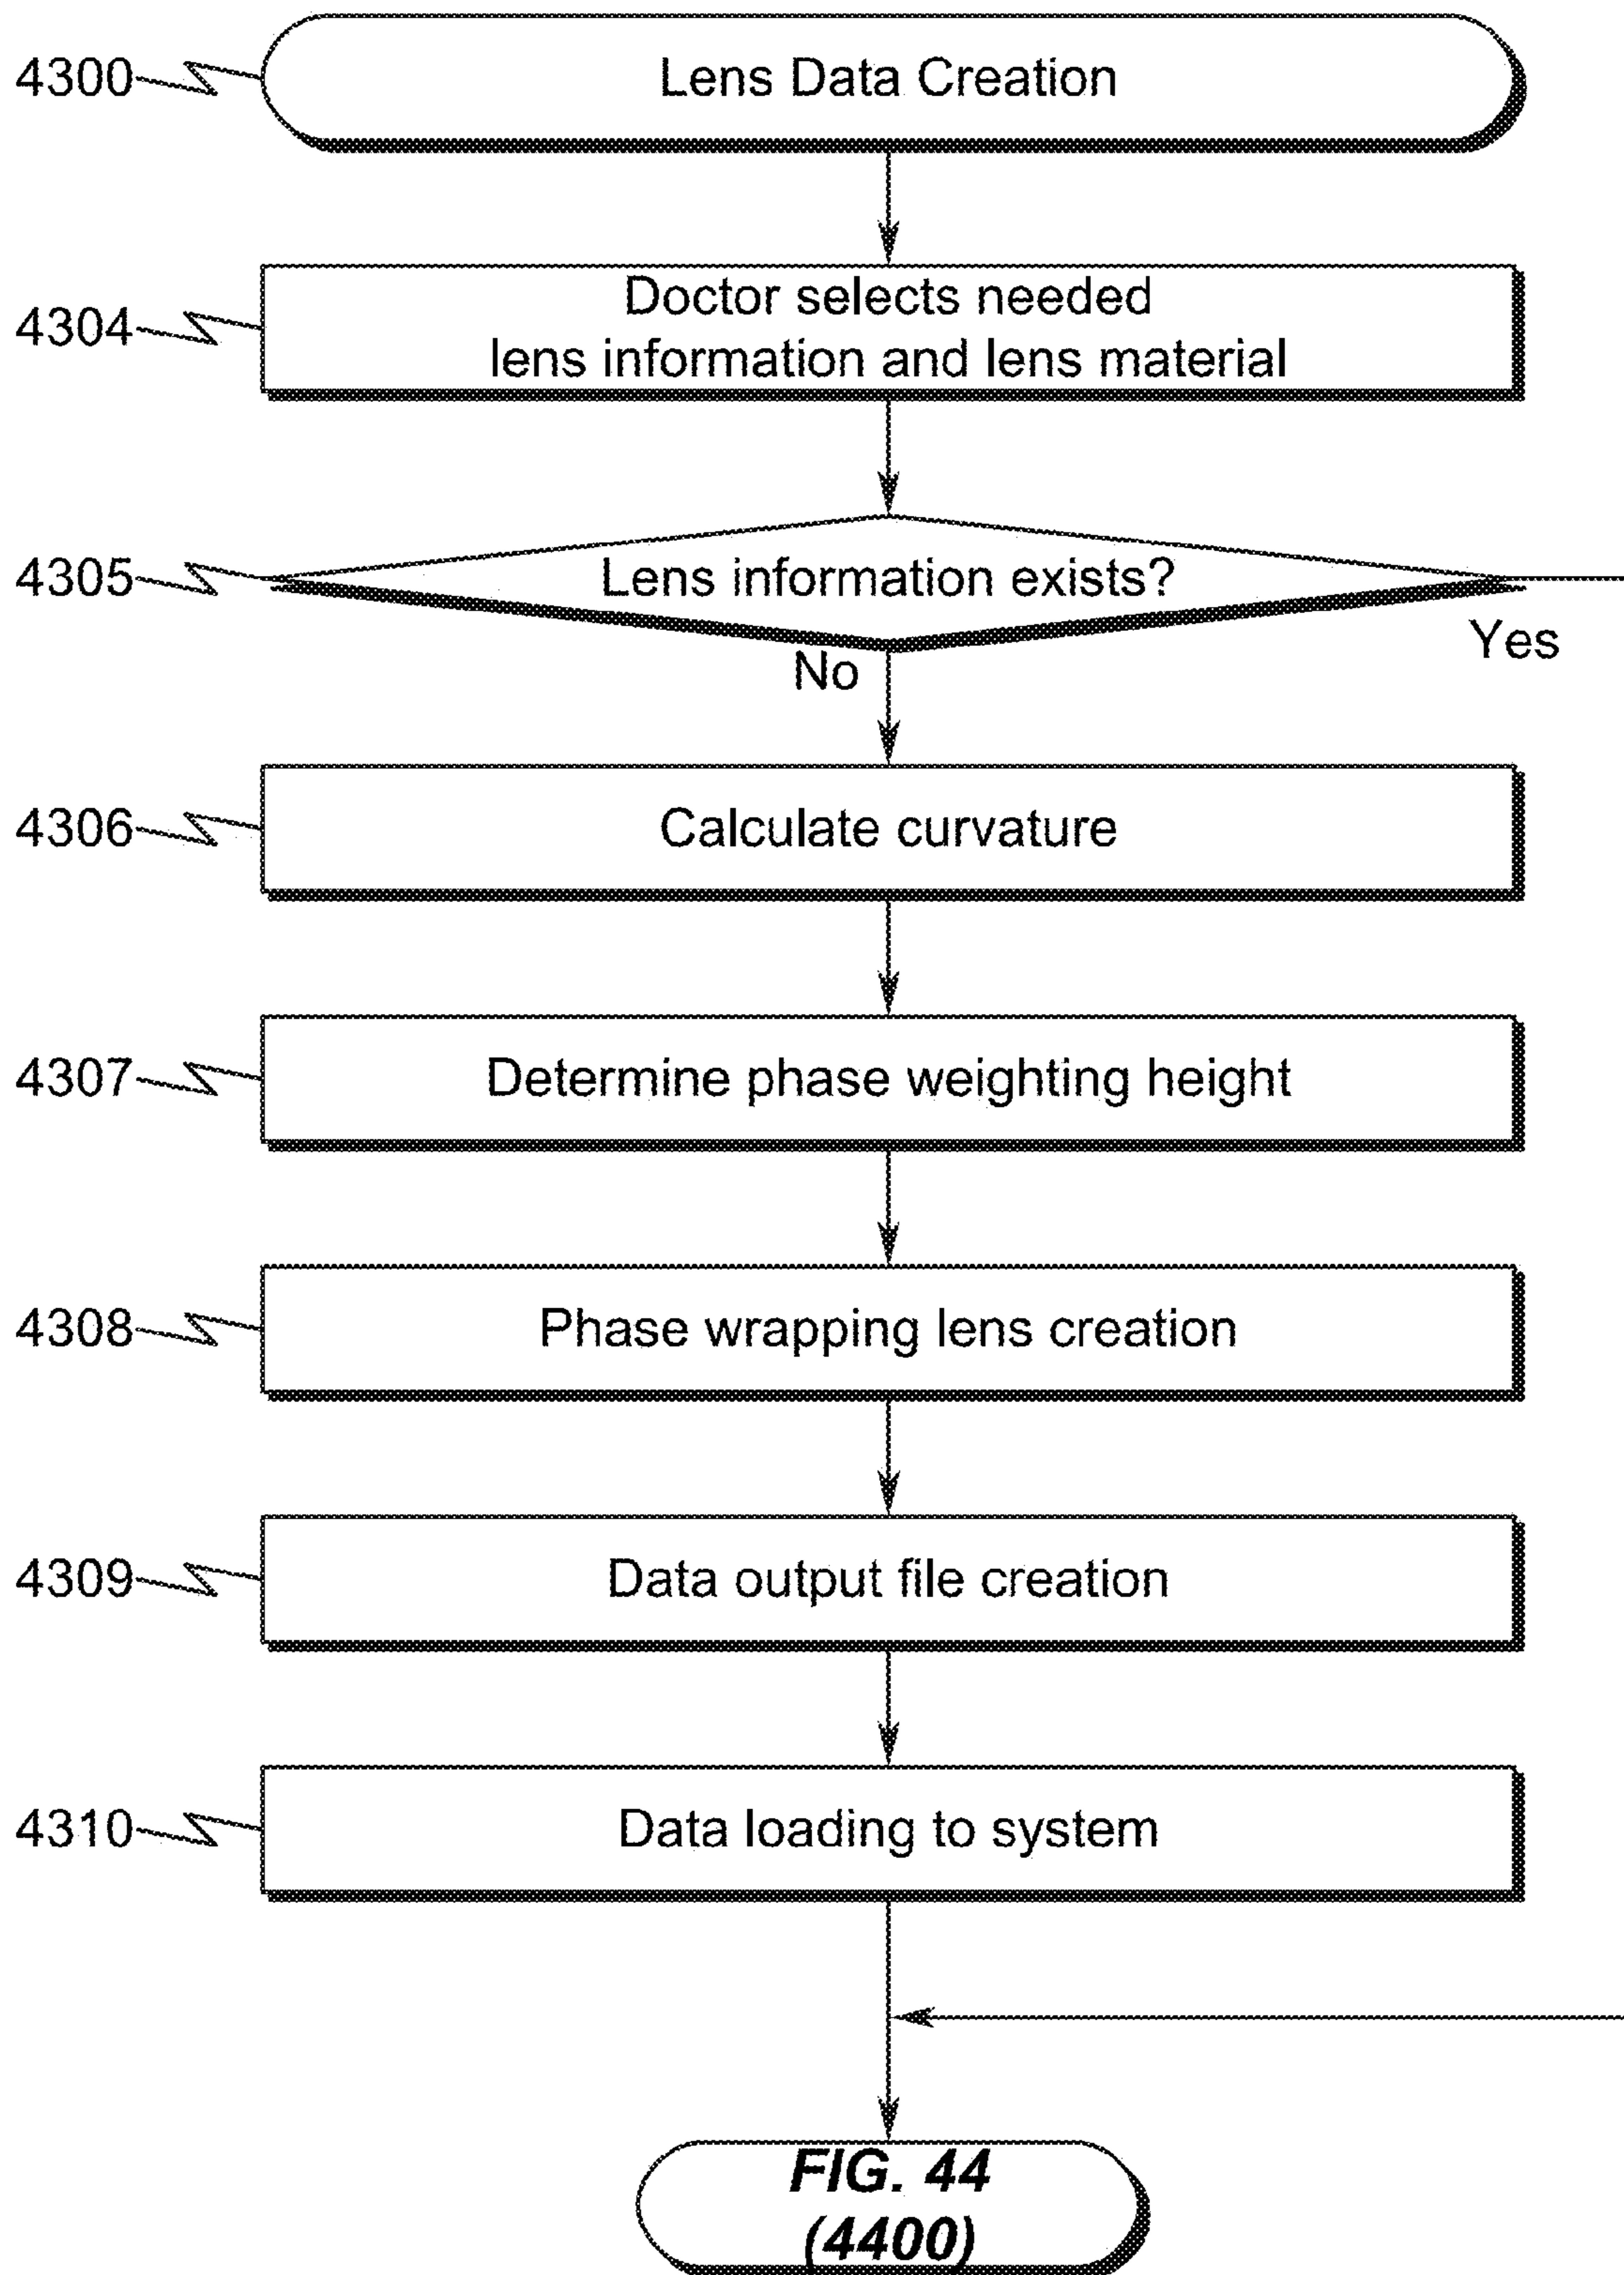 4300
Lens Data Creation
4304
Doctor selects needed
lens information and lens material
4305
Lens information exists?
Yes
No
4306
Calculate curvature
4307
Determine phase weighting height
4308
Phase wrapping lens creation
4309
Data output file creation
4310
Data loading to system
FIG. 44
(4400)